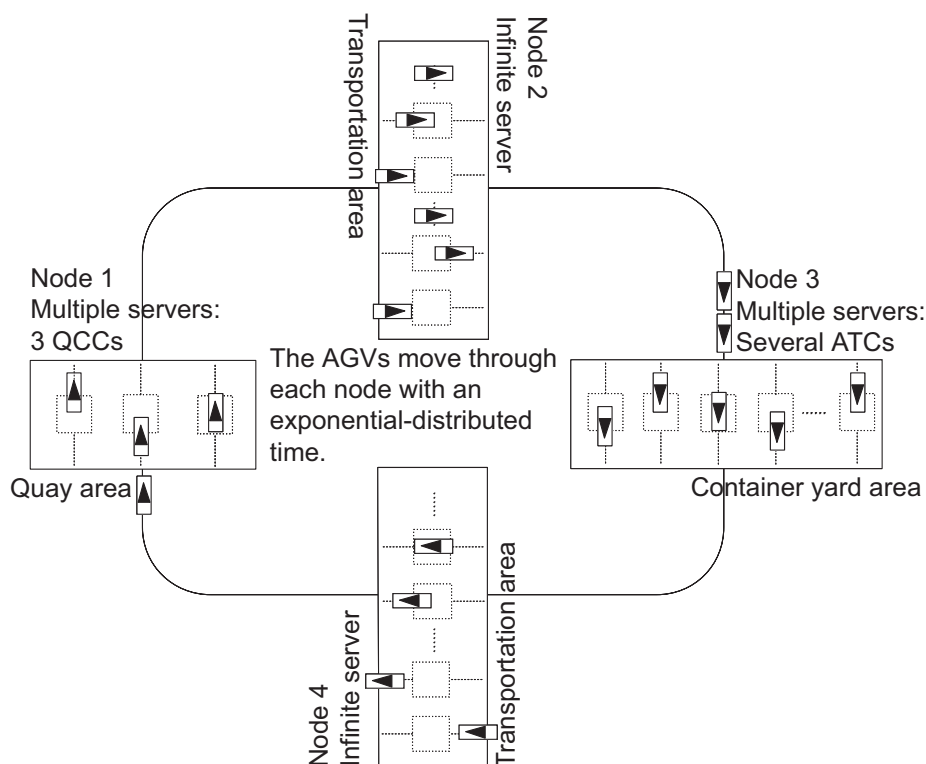 Node 2
Infinite server
Transportation area
Node 1
Multiple servers:
3 QCCs
Quay area
The AGVs move through
each node with an
exponential-distributed
time.
Node 3
Multiple servers:
Several ATCs
Container yard area
Node 4
Infinite server
Transportation area